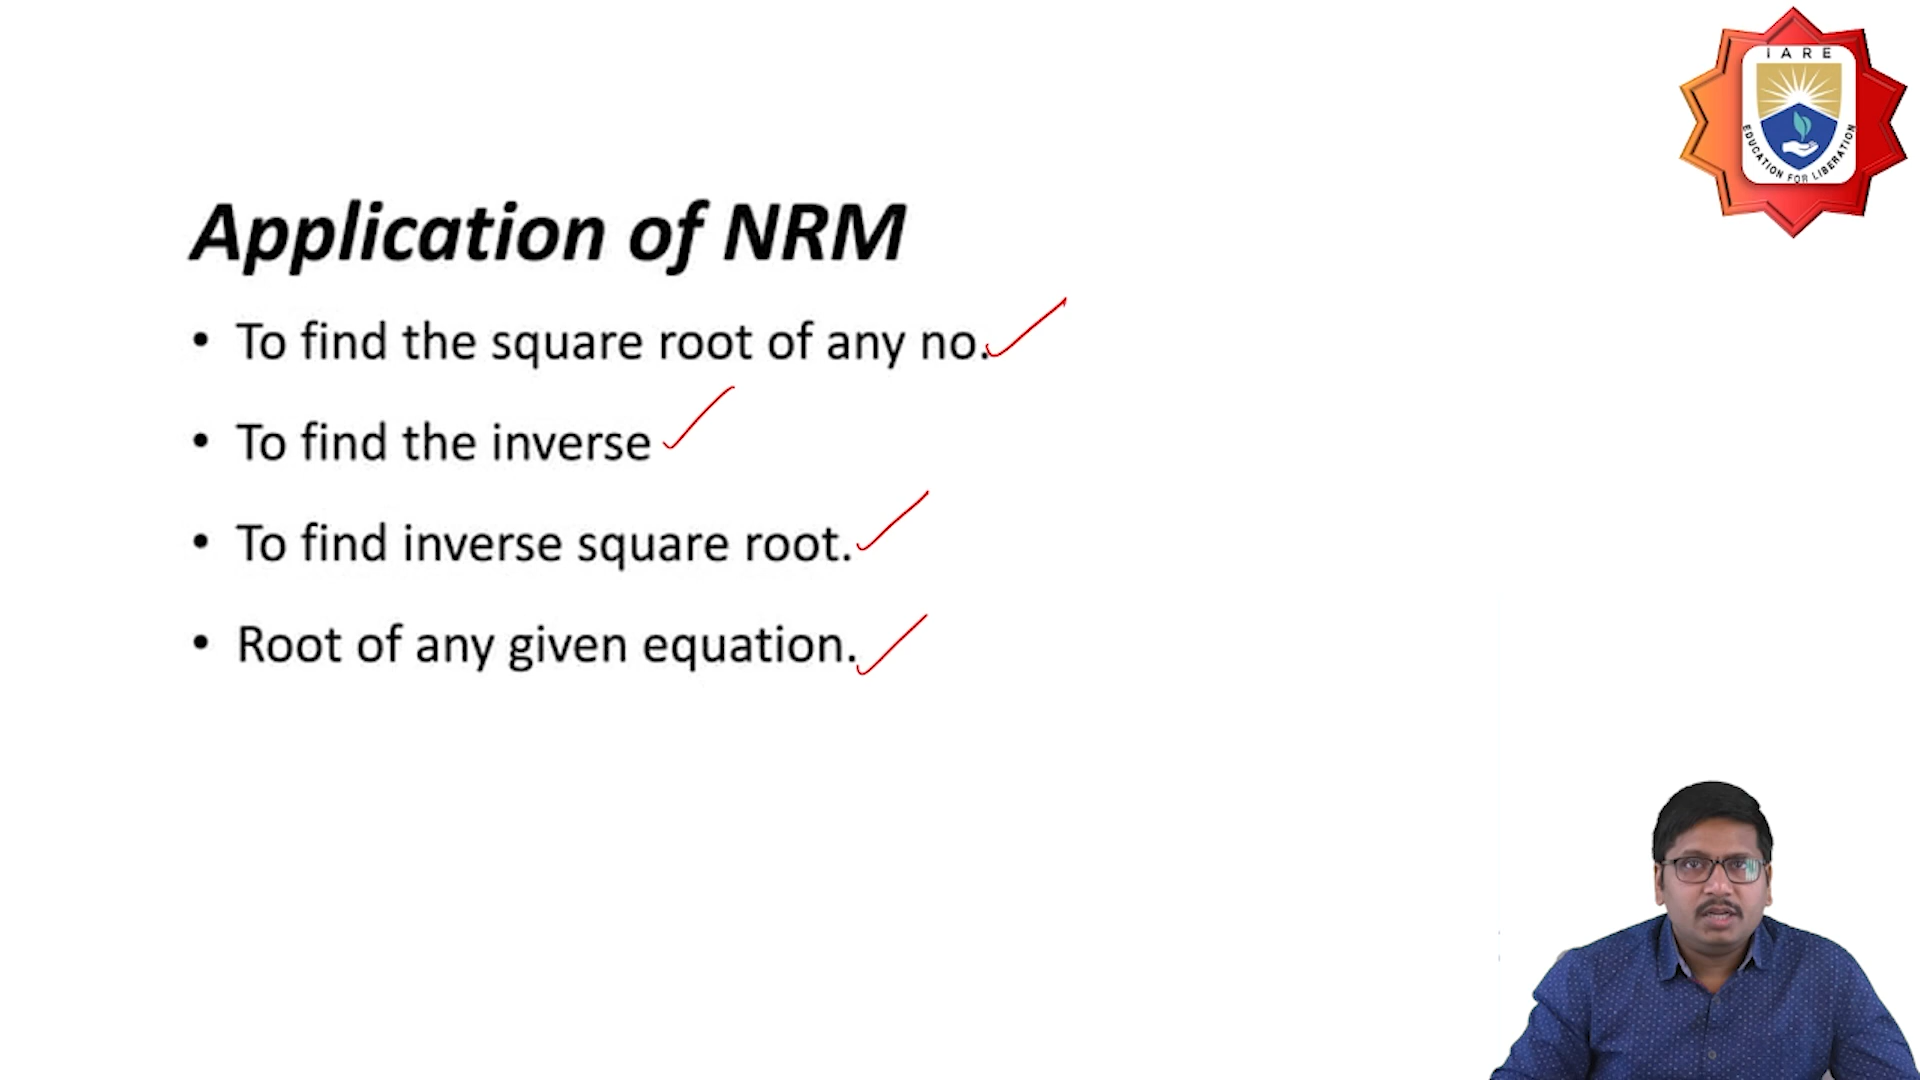 IARE
EDUCATION FOR LIBERATION
Application of NRM
• To find the square root of any no.
• To find the inverse
• To find inverse square root.
• Root of any given equation.